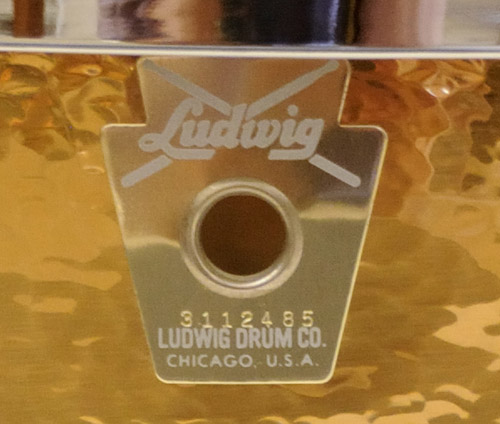 Ludwig
3112485
LUDWIG DRUM CO.
CHICAGO, U.S.A.